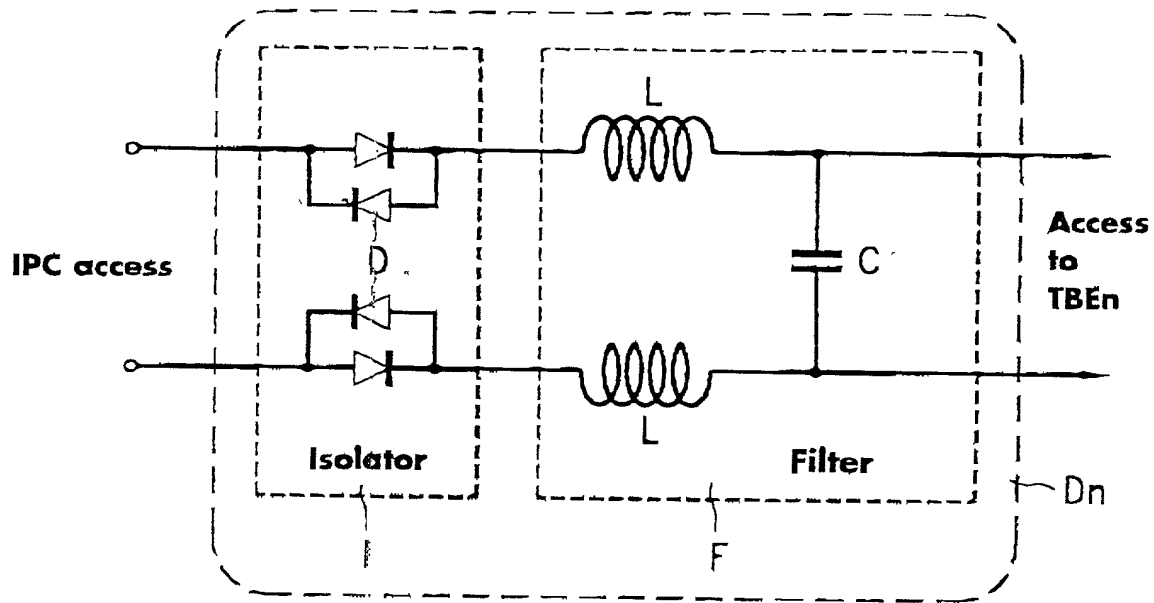 L
IPC access
D
C
Access
to
TBEn
L
Isolator
Filter
Dn
I
F